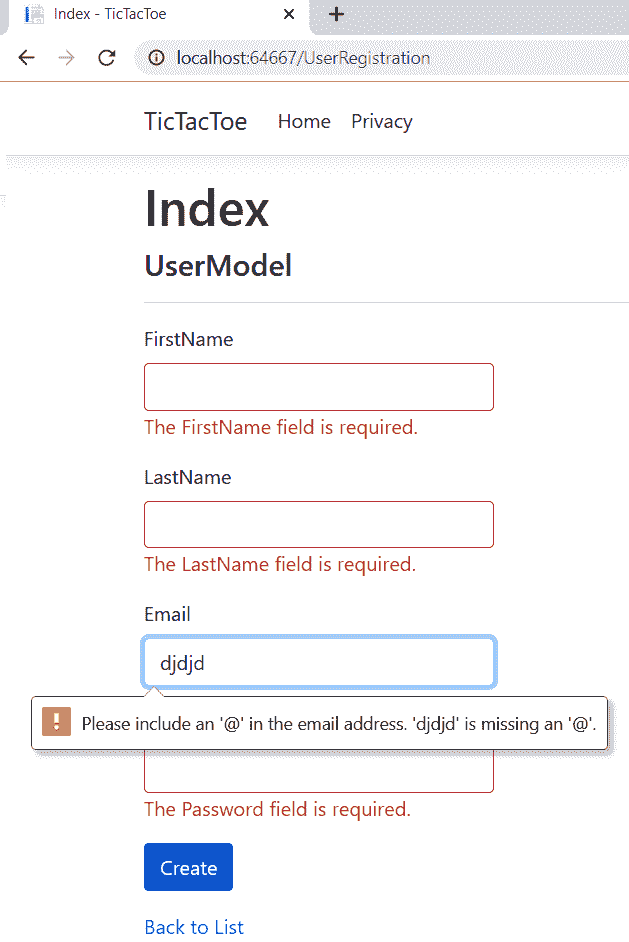 Index - TicTacToe
localhost:64667/UserRegistration
TicTacToe Home Privacy
Index
UserModel
FirstName
The FirstName field is required.
LastName
The LastName field is required.
Email
djdjd
Please include an '@' in the email address. 'djdjd' is missing an '@'.
The Password field is required.
Create
Back to List